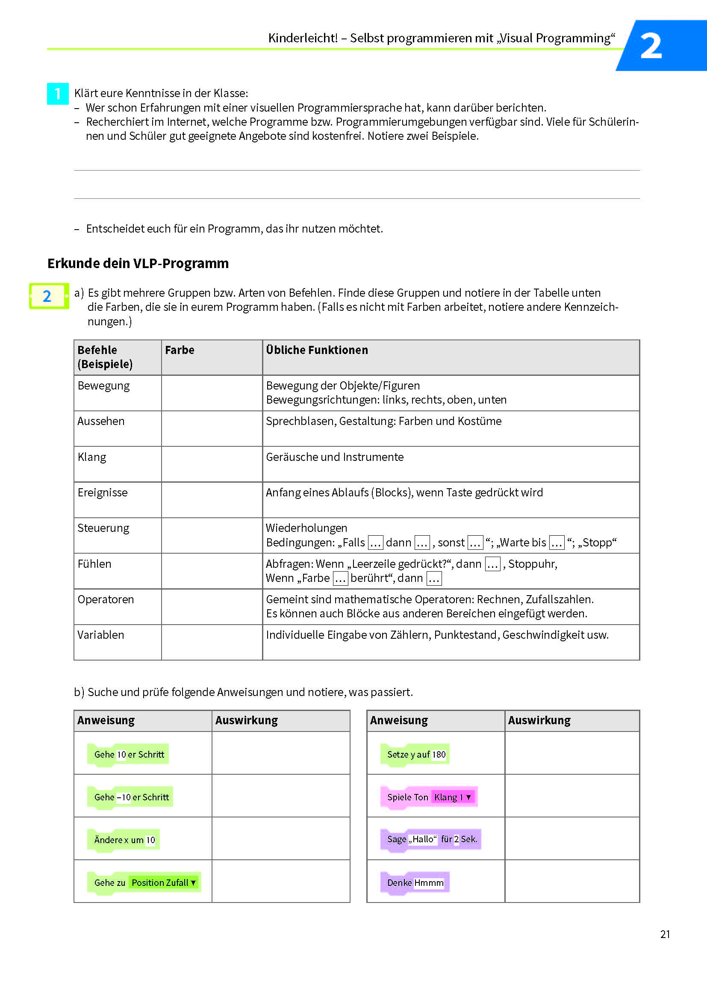 Kinderleicht! – Selbst programmieren mit „Visual Programming“
2
1
Klärt eure Kenntnisse in der Klasse:
– Wer schon Erfahrungen mit einer visuellen Programmiersprache hat, kann darüber berichten.
– Recherchiert im Internet, welche Programme bzw. Programmierumgebungen verfügbar sind. Viele für Schülerin-
nen und Schüler gut geeignete Angebote sind kostenfrei. Notiere zwei Beispiele.
– Entscheidet euch für ein Programm, das ihr nutzen möchtet.
Erkunde dein VLP-Programm
2
a) Es gibt mehrere Gruppen bzw. Arten von Befehlen. Finde diese Gruppen und notiere in der Tabelle unten
die Farben, die sie in eurem Programm haben. (Falls es nicht mit Farben arbeitet, notiere andere Kennzeich-
nungen.)
Befehle (Beispiele) Farbe Übliche Funktionen
Bewegung Bewegung der Objekte/Figuren
Bewegungsrichtungen: links, rechts, oben, unten
Aussehen Sprechblasen, Gestaltung: Farben und Kostüme
Klang Geräusche und Instrumente
Ereignisse Anfang eines Ablaufs (Blocks), wenn Taste gedrückt wird
Steuerung Wiederholungen
Bedingungen: „Falls … dann … , sonst … “; „Warte bis … “; „Stopp“
Fühlen Abfragen: Wenn „Leerzeile gedrückt?“, dann … , Stoppuhr,
Wenn „Farbe … berührt“, dann …
Operatoren Gemeint sind mathematische Operatoren: Rechnen, Zufallszahlen.
Es können auch Blöcke aus anderen Bereichen eingefügt werden.
Variablen Individuelle Eingabe von Zählern, Punktestand, Geschwindigkeit usw.
b) Suche und prüfe folgende Anweisungen und notiere, was passiert.
Anweisung Auswirkung
Gehe 10 er Schritt
Gehe –10 er Schritt
Ändere x um 10
Gehe zu Position Zufall ▼
Anweisung Auswirkung
Setze y auf 180
Spiele Ton Klang 1 ▼
Sage „Hallo“ für 2 Sek.
Denke Hmmm
21